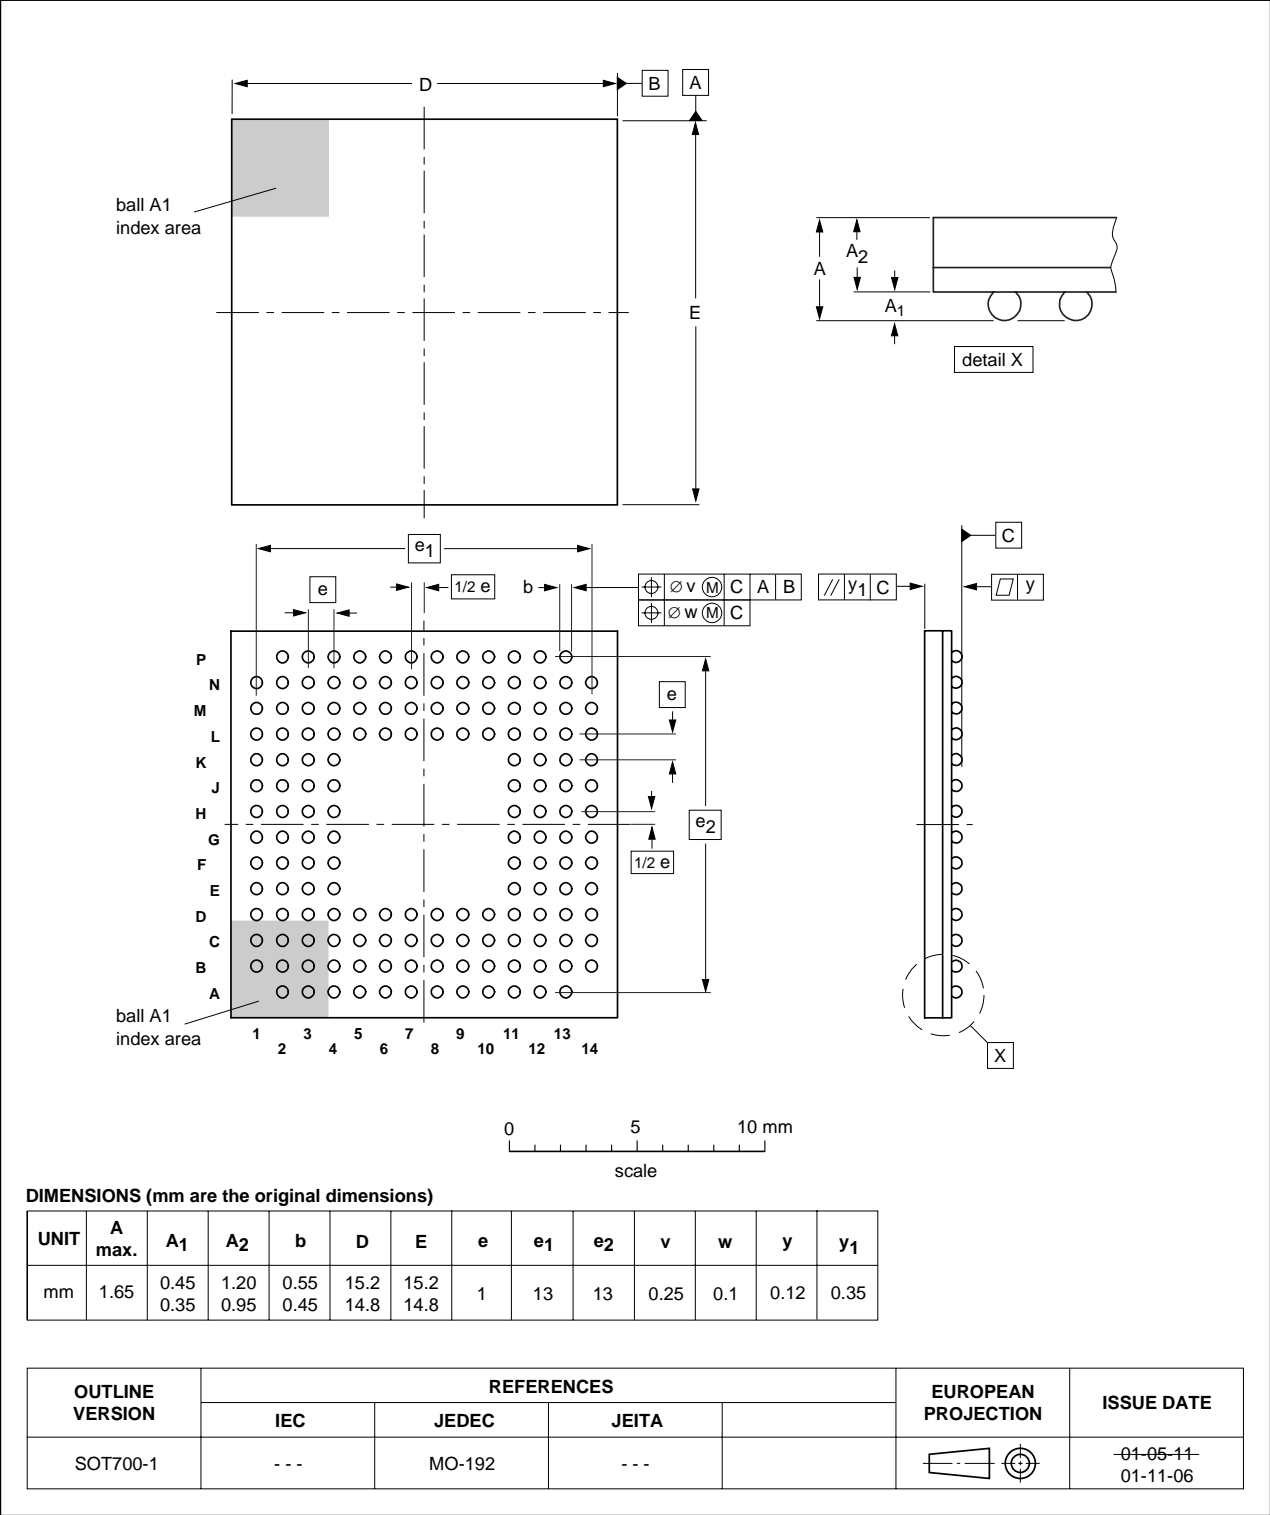 D
B
A
ball A1
index area
E
A
A2
A1
detail X
e1
e
1/2 e
b
⌀ v Ⓜ C A B
⌀ w Ⓜ C
// y1 C
C
y
P
N
M
L
K
J
H
G
F
E
D
C
B
A
e
e2
1/2 e
ball A1
index area
1 3 5 7 9 11 13
2 4 6 8 10 12 14
X
0 5 10 mm
scale
DIMENSIONS (mm are the original dimensions)
UNIT A max. A1 A2 b D E e e1 e2 v w y y1
mm 1.65 0.45 0.35 1.20 0.95 0.55 0.45 15.2 14.8 15.2 14.8 1 13 13 0.25 0.1 0.12 0.35
OUTLINE VERSION REFERENCES EUROPEAN PROJECTION ISSUE DATE
IEC JEDEC JEITA
SOT700-1 - - - MO-192 - - - 01-05-11
01-11-06